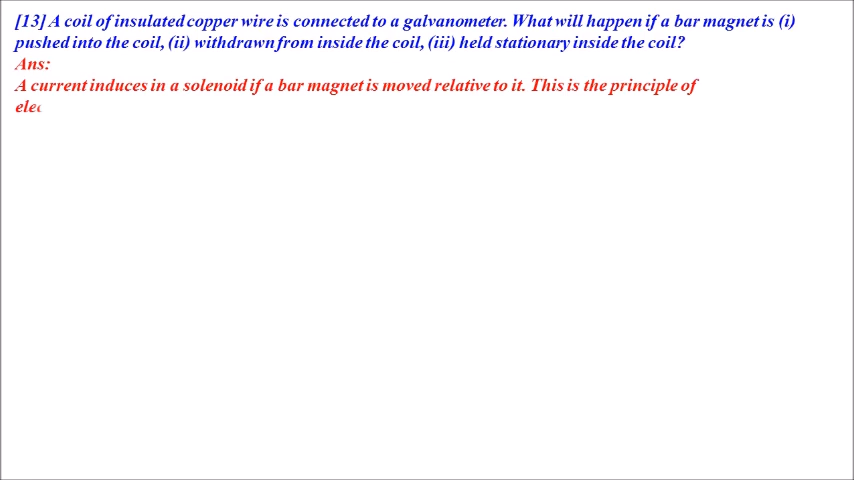 [13] A coil of insulated copper wire is connected to a galvanometer. What will happen if a bar magnet is (i)
pushed into the coil, (ii) withdrawn from inside the coil, (iii) held stationary inside the coil?
Ans:
A current induces in a solenoid if a bar magnet is moved relative to it. This is the principle of
elec